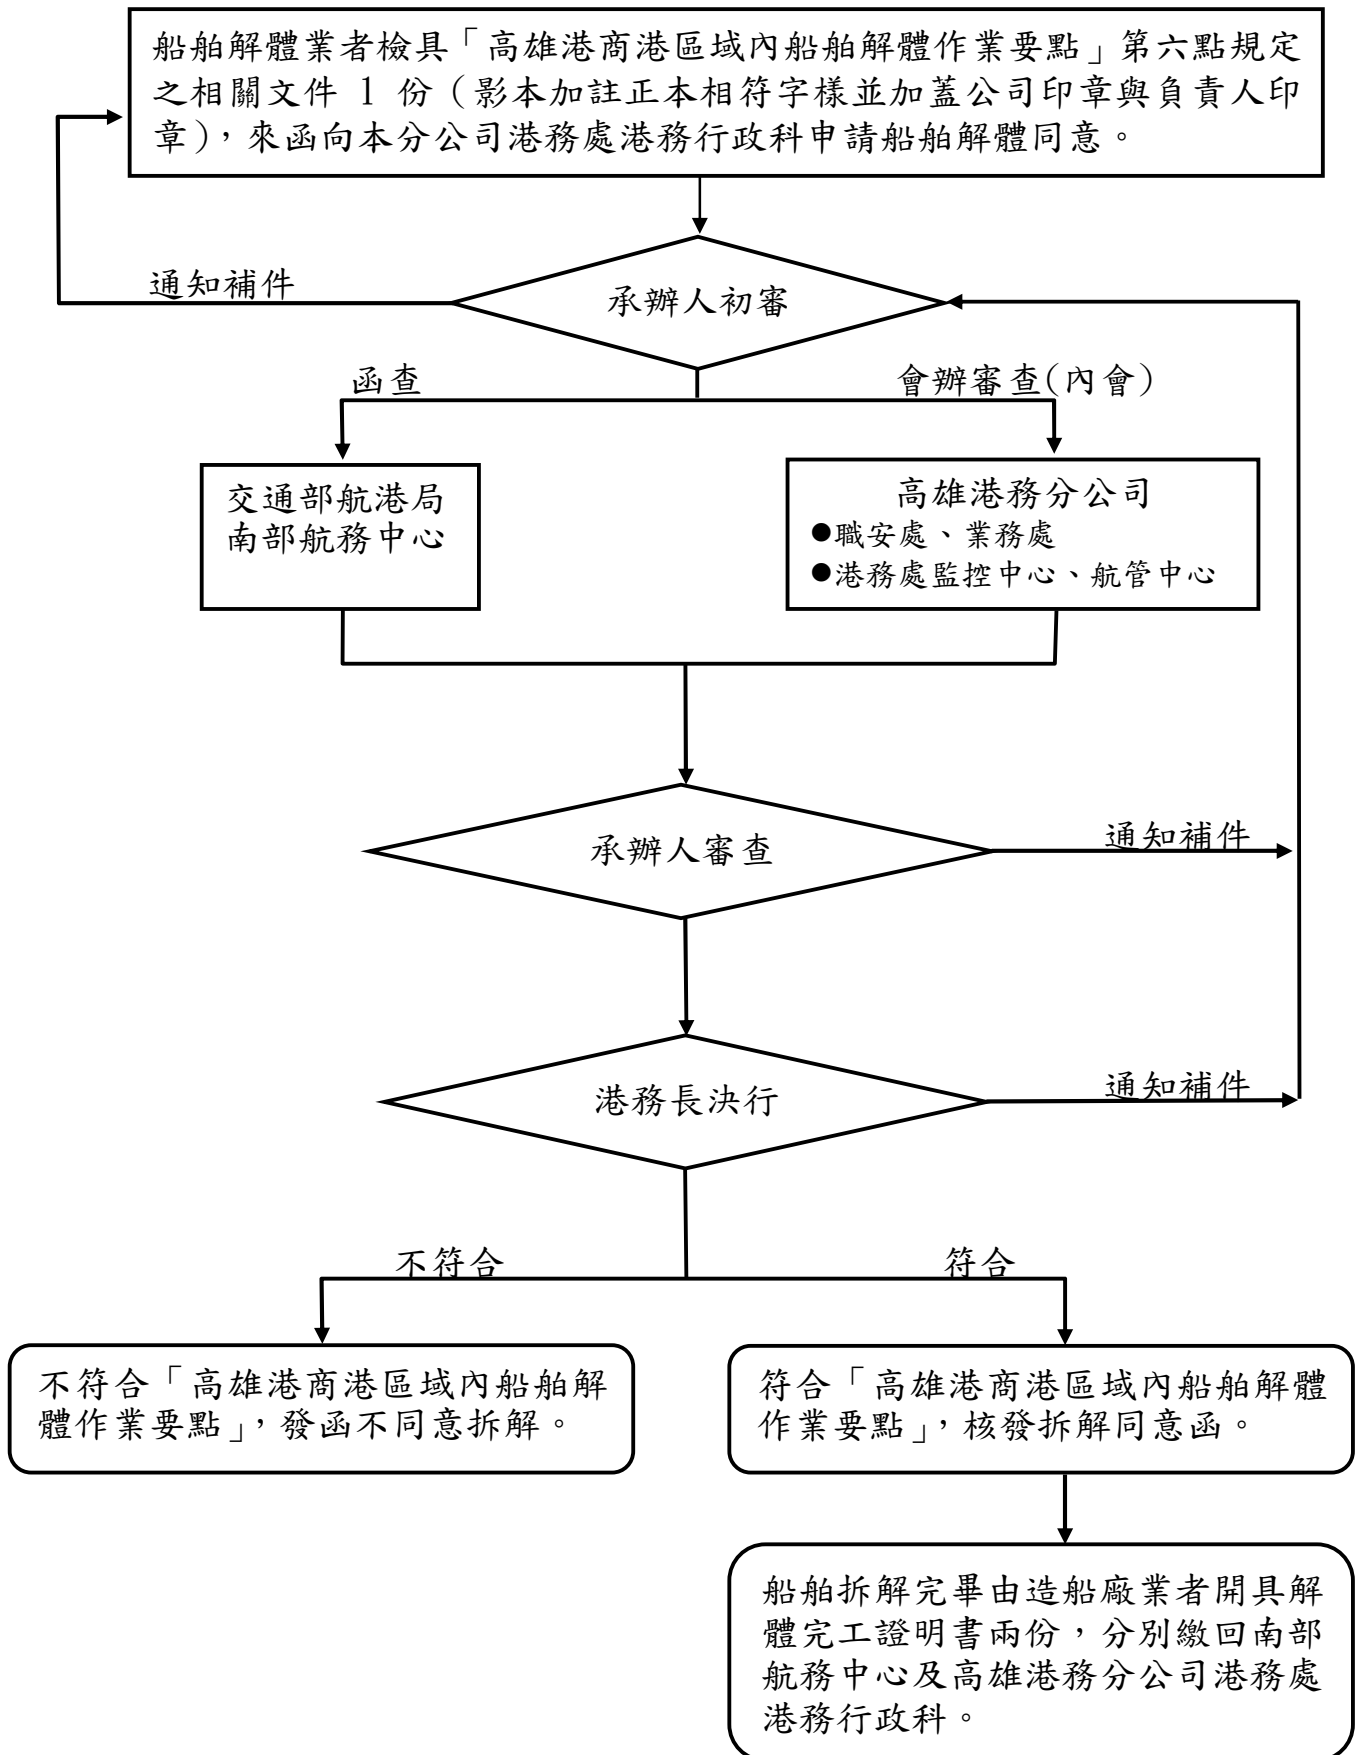 船舶解體業者檢具「高雄港商港區域內船舶解體作業要點」第六點規定
之相關文件 1 份（影本加註正本相符字樣並加蓋公司印章與負責人印
章），來函向本分公司港務處港務行政科申請船舶解體同意。
通知補件
承辦人初審
函查
會辦審查(內會)
交通部航港局
南部航務中心
高雄港務分公司
●職安處、業務處
●港務處監控中心、航管中心
承辦人審查
通知補件
港務長決行
通知補件
不符合
符合
不符合「高雄港商港區域內船舶解
體作業要點」，發函不同意拆解。
符合「高雄港商港區域內船舶解體
作業要點」，核發拆解同意函。
船舶拆解完畢由造船廠業者開具解
體完工證明書兩份，分別繳回南部
航務中心及高雄港務分公司港務處
港務行政科。